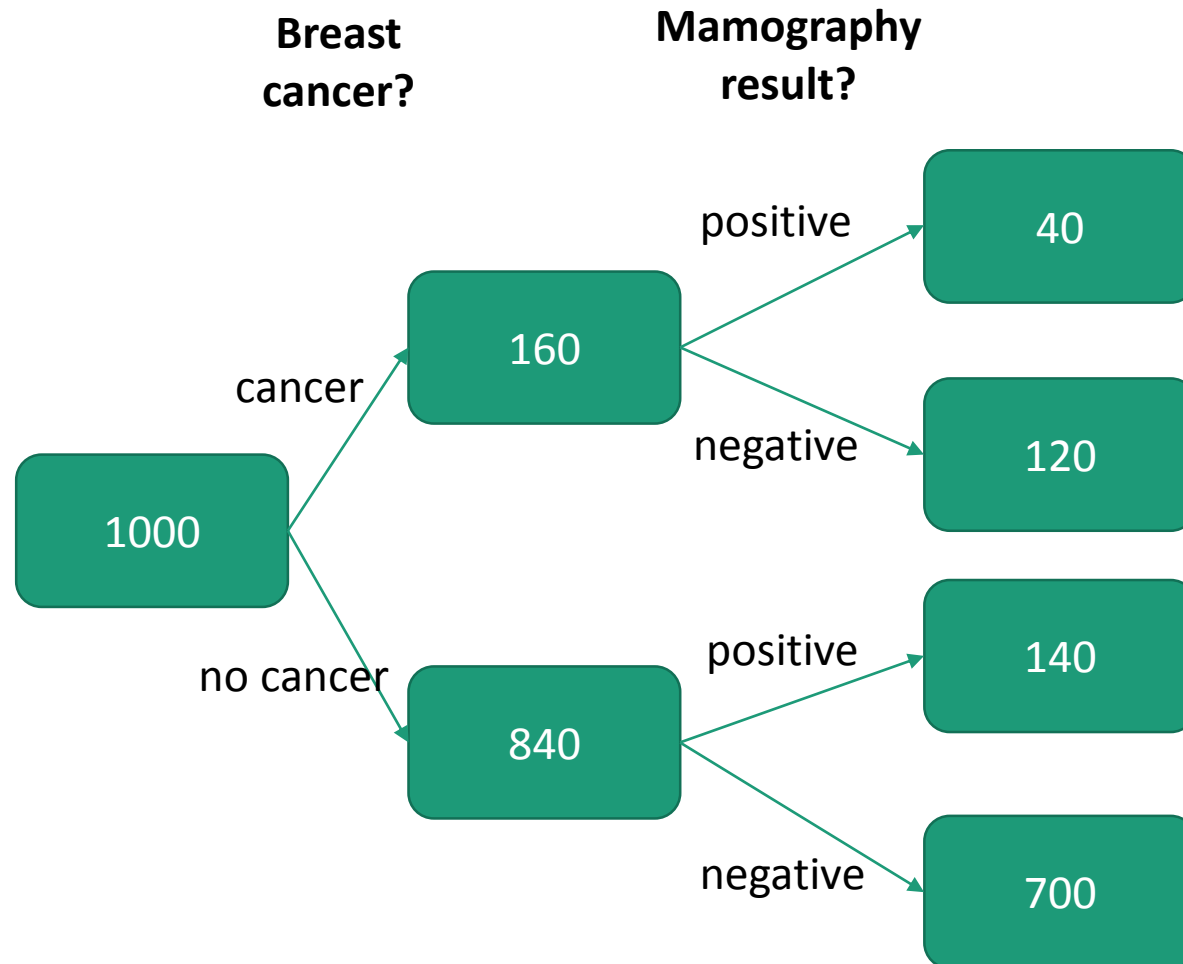 Breast
cancer?
Mamography
result?
positive
40
160
cancer
negative
120
1000
positive
140
no cancer
840
negative
700